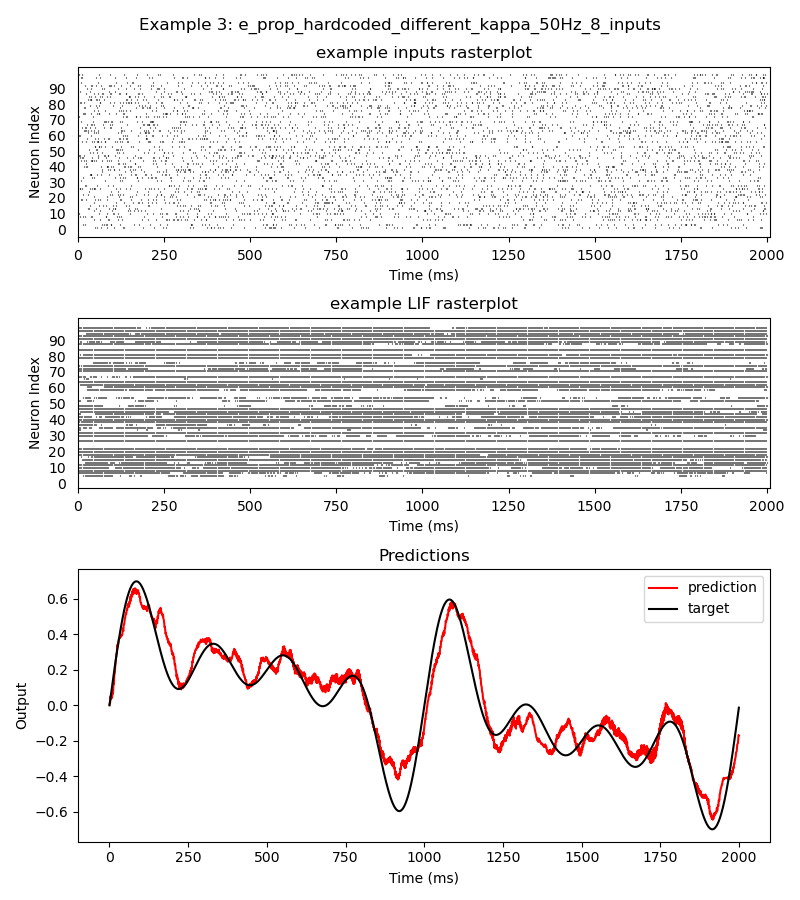 Example 3: e_prop_hardcoded_different_kappa_50Hz_8_inputs
example inputs rasterplot
Neuron Index
90
80
70
60
50
40
30
20
10
0
0 250 500 750 1000 1250 1500 1750 2000
Time (ms)
example LIF rasterplot
Neuron Index
90
80
70
60
50
40
30
20
10
0
0 250 500 750 1000 1250 1500 1750 2000
Time (ms)
Predictions
Output
0.6
0.4
0.2
0.0
−0.2
−0.4
−0.6
prediction
target
0 250 500 750 1000 1250 1500 1750 2000
Time (ms)